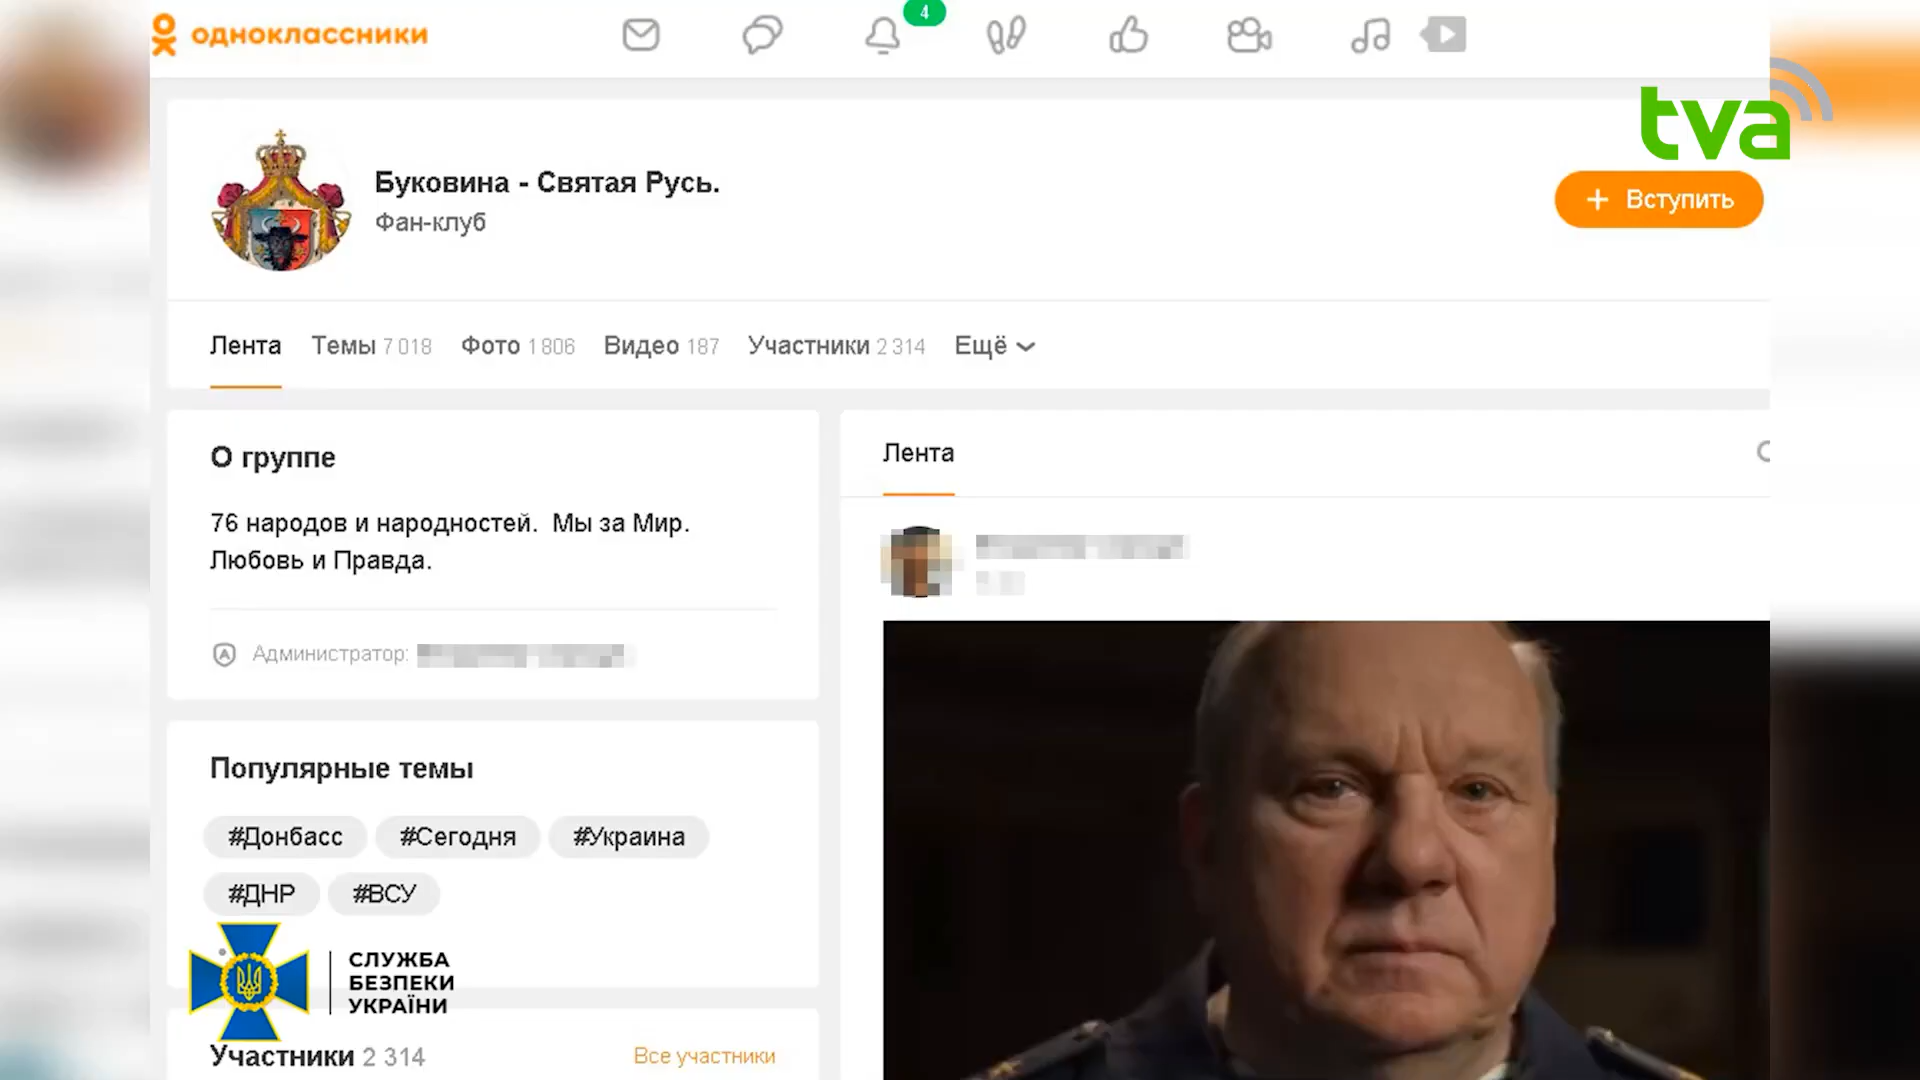 одноклассники
4
tva
Буковина - Святая Русь.
Фан-клуб
+ Вступить
Лента Темы 7 018 Фото 1 806 Видео 187 Участники 2 314 Ещё
О группе
76 народов и народностей. Мы за Мир.
Любовь и Правда.
Администратор:
Популярные темы
#Донбасс #Сегодня #Украина
#ДНР #ВСУ
СЛУЖБА
БЕЗПЕКИ
УКРАЇНИ
Участники 2 314 Все участники
Лента